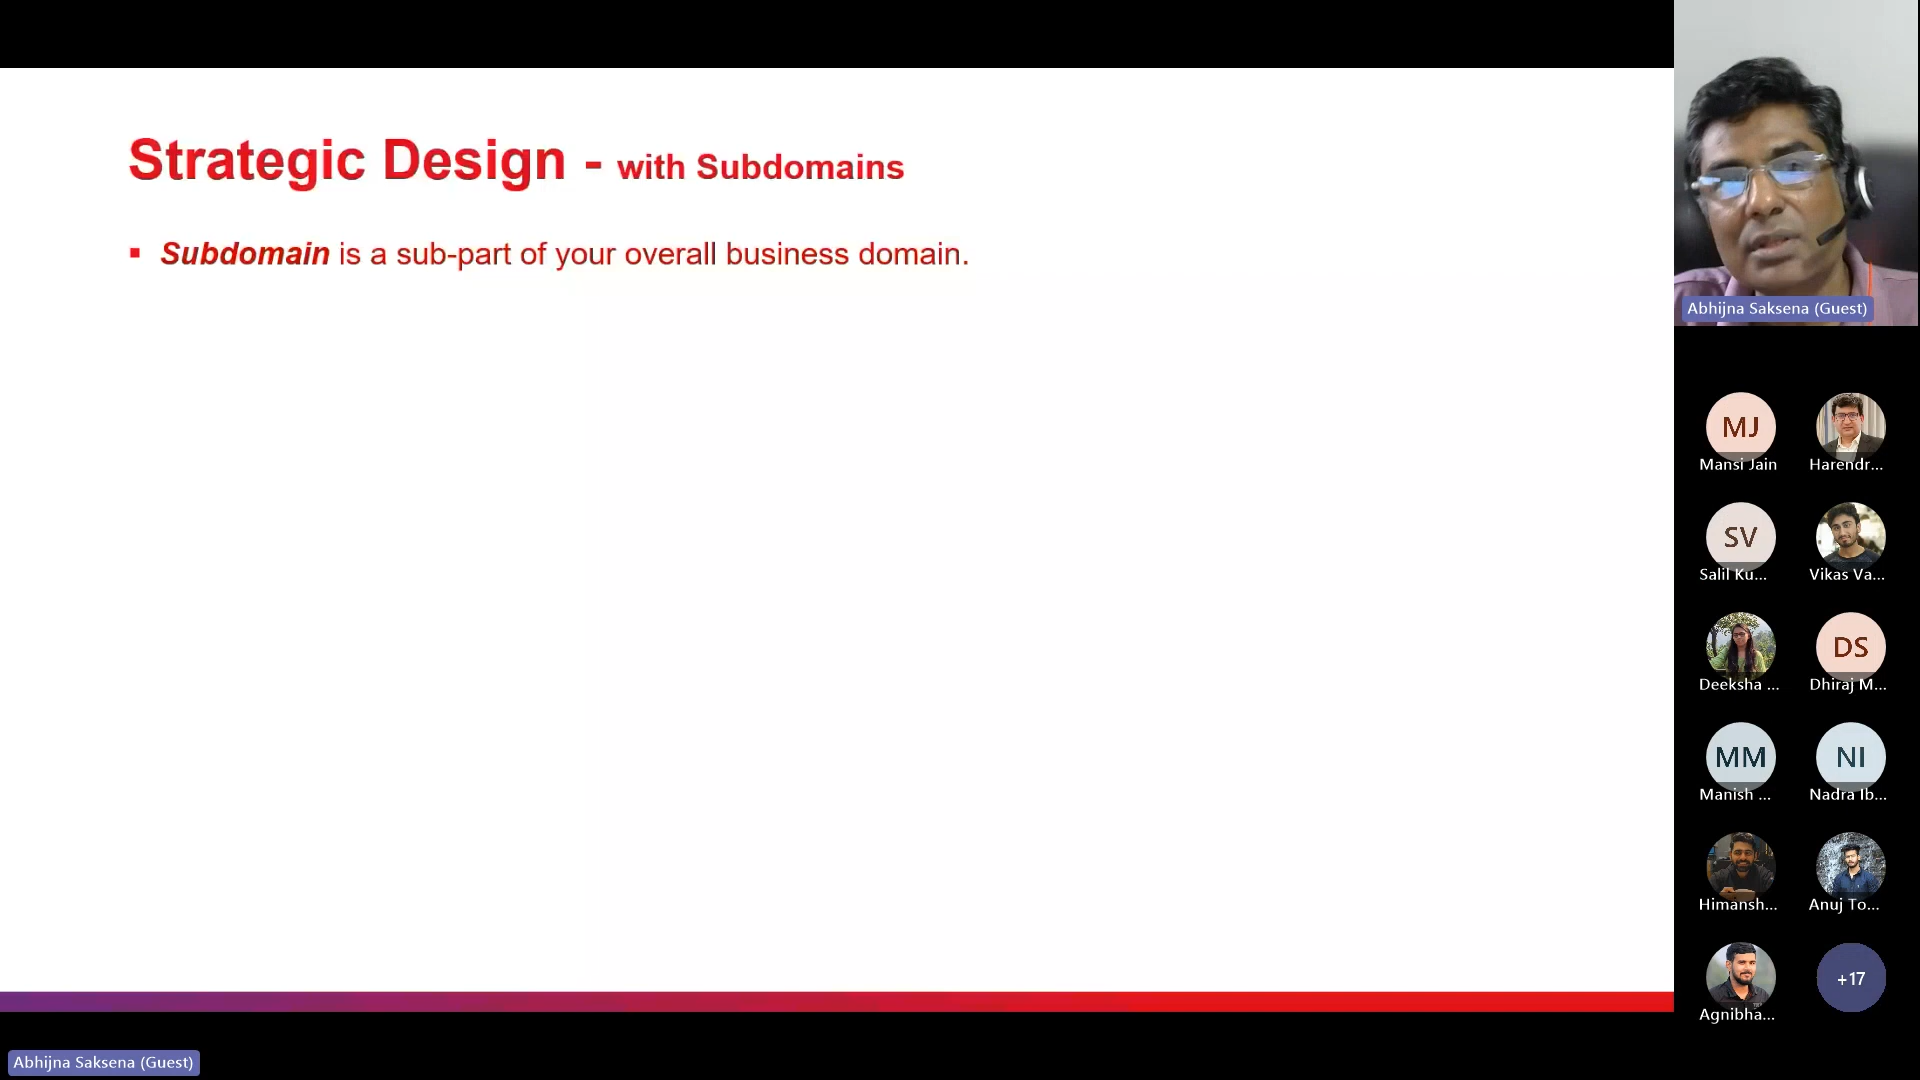 Strategic Design - with Subdomains
▪ Subdomain is a sub-part of your overall business domain.
Abhijna Saksena (Guest)
MJ
Mansi Jain
Harendr...
SV
Salil Ku...
Vikas Va...
Deeksha ...
DS
Dhiraj M...
MM
Manish ...
NI
Nadra Ib...
Himansh...
Anuj To...
Agnibha...
+17
Abhijna Saksena (Guest)